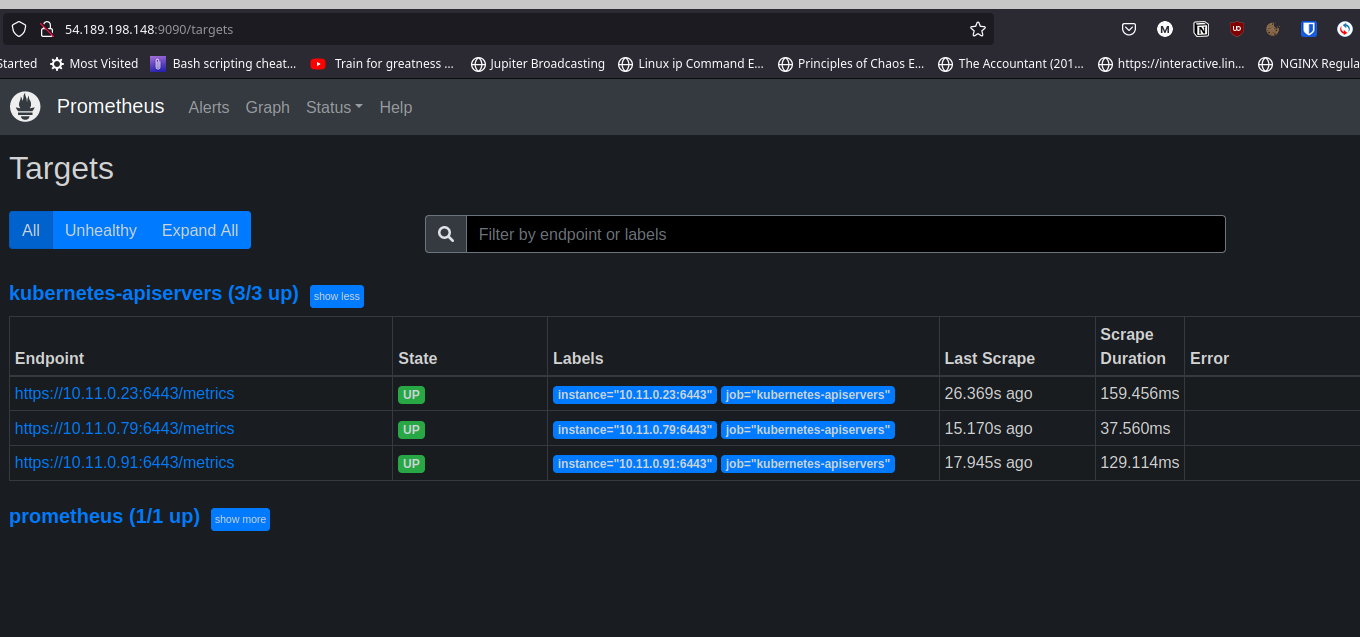 54.189.198.148:9090/targets
Started Most Visited Bash scripting cheat... Train for greatness ... Jupiter Broadcasting Linux ip Command E... Principles of Chaos E... The Accountant (201... https://interactive.lin... NGINX Regula
Prometheus Alerts Graph Status Help
Targets
All Unhealthy Expand All Filter by endpoint or labels
kubernetes-apiservers (3/3 up) show less
Endpoint State Labels Last Scrape Scrape Duration Error
https://10.11.0.23:6443/metrics UP instance="10.11.0.23:6443" job="kubernetes-apiservers" 26.369s ago 159.456ms
https://10.11.0.79:6443/metrics UP instance="10.11.0.79:6443" job="kubernetes-apiservers" 15.170s ago 37.560ms
https://10.11.0.91:6443/metrics UP instance="10.11.0.91:6443" job="kubernetes-apiservers" 17.945s ago 129.114ms
prometheus (1/1 up) show more